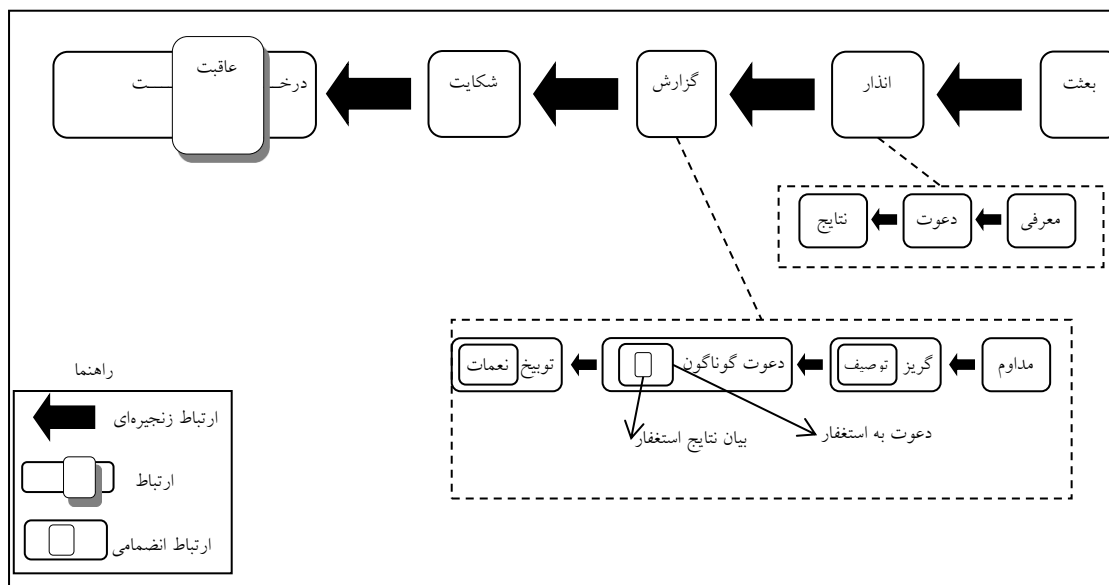 بعثت
انذار
گزارش
شکایت
درخــــــــت
عاقبت
معرفی
دعوت
نتایج
مداوم
گریز
توصیف
دعوت گوناگون
توبیخ
نعمات
دعوت به استغفار
بیان نتایج استغفار
راهنما
ارتباط زنجیره‌ای
ارتباط
ارتباط انضمامی